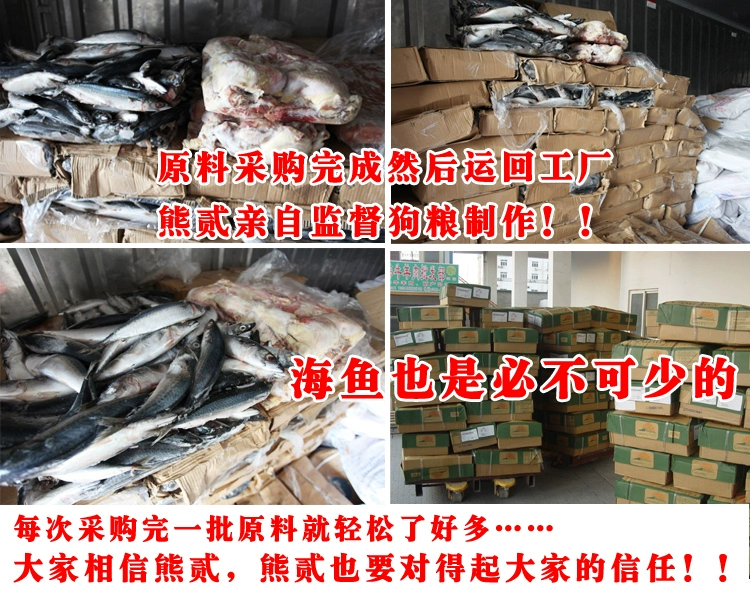 原料采购完成然后运回工厂
熊贰亲自监督狗粮制作！！
海鱼也是必不可少的
每次采购完一批原料就轻松了好多……
大家相信熊贰，熊贰也要对得起大家的信任！！